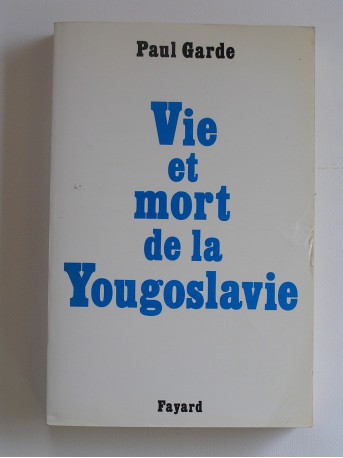 Paul Garde
Vie
et
mort
de la
Yougoslavie
Fayard